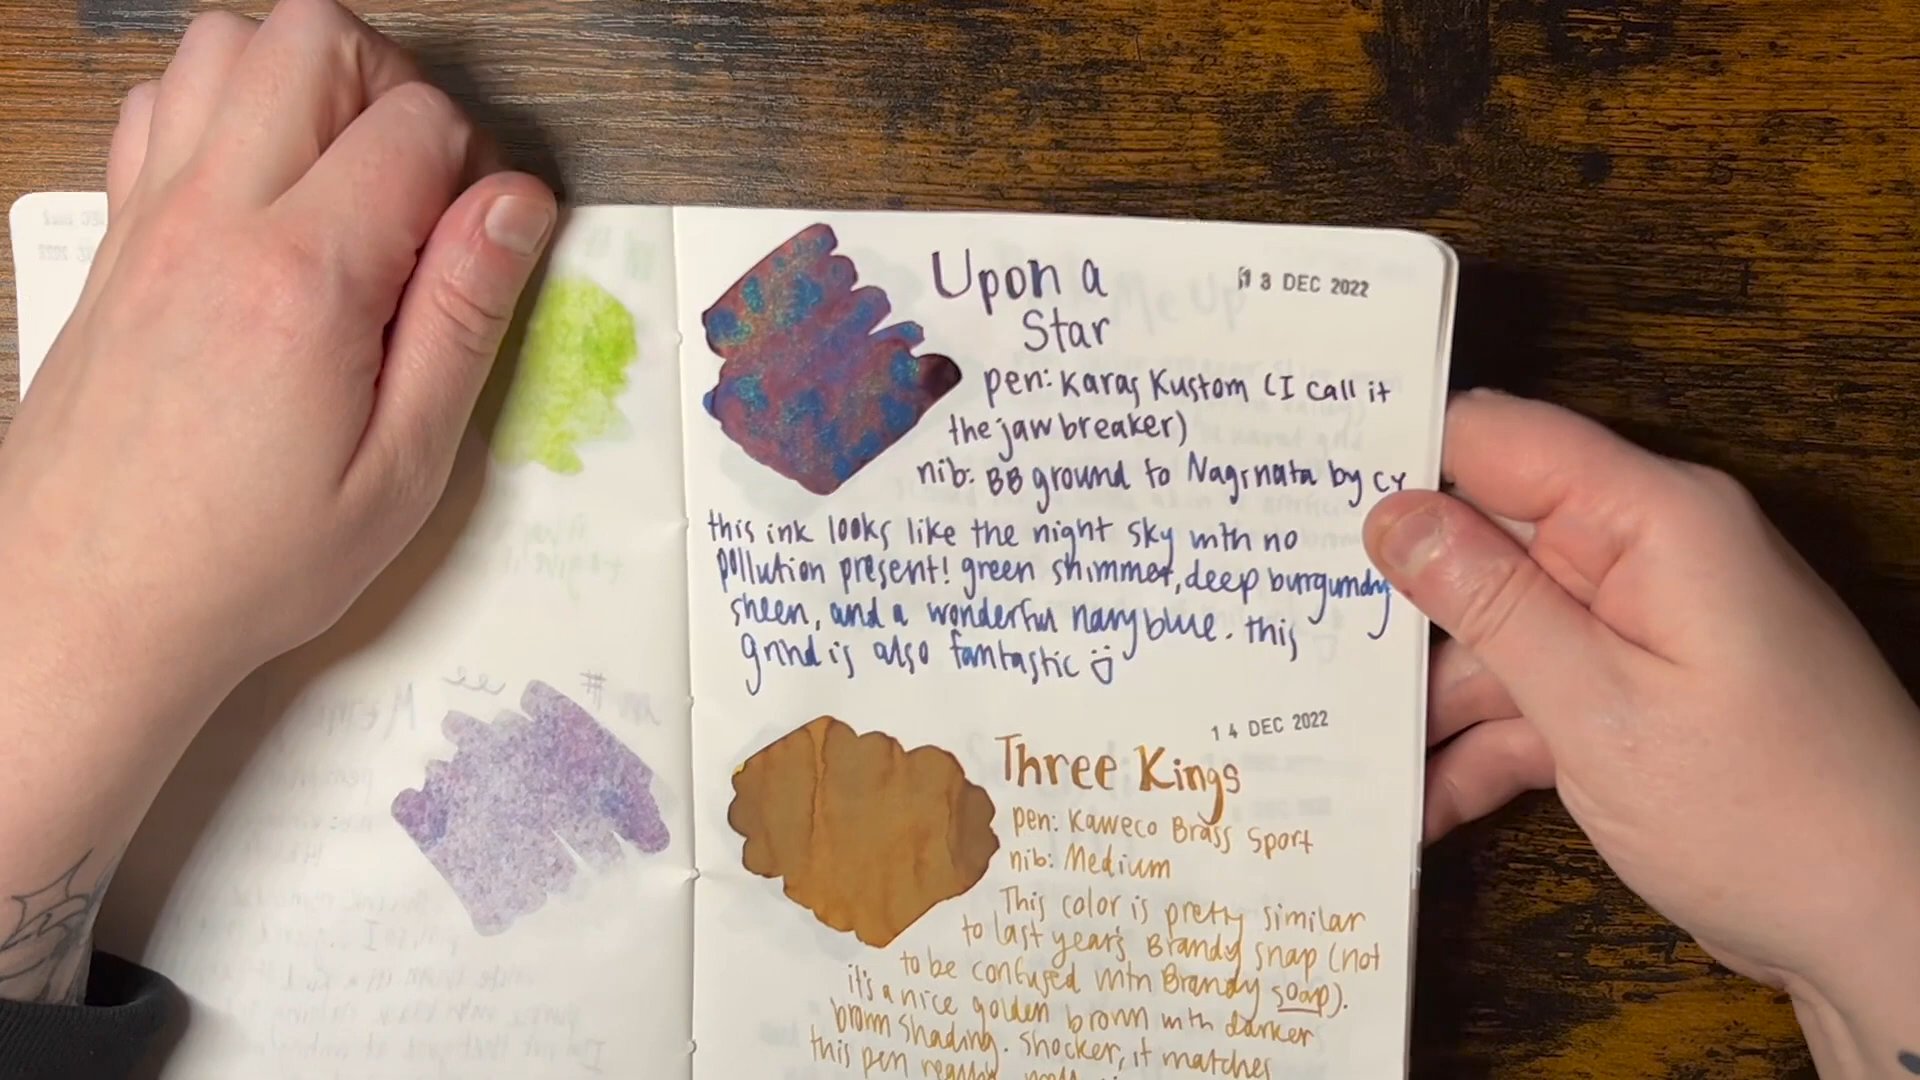 Upon a
Star
13 DEC 2022
pen: Karas Kustom (I call it
the jawbreaker)
nib: BB ground to Naginata by CY
this ink looks like the night sky with no
pollution present! green shimmer, deep burgundy
sheen, and a wonderful navy blue. this
grind is also fantastic
14 DEC 2022
Three Kings
pen: Kaweco Brass Sport
nib: Medium
This color is pretty similar
to last year's Brandy snap (not
to be confused with Brandy soap).
it's a nice golden brown with darker
brown shading. Shocker, it matches
this pen really